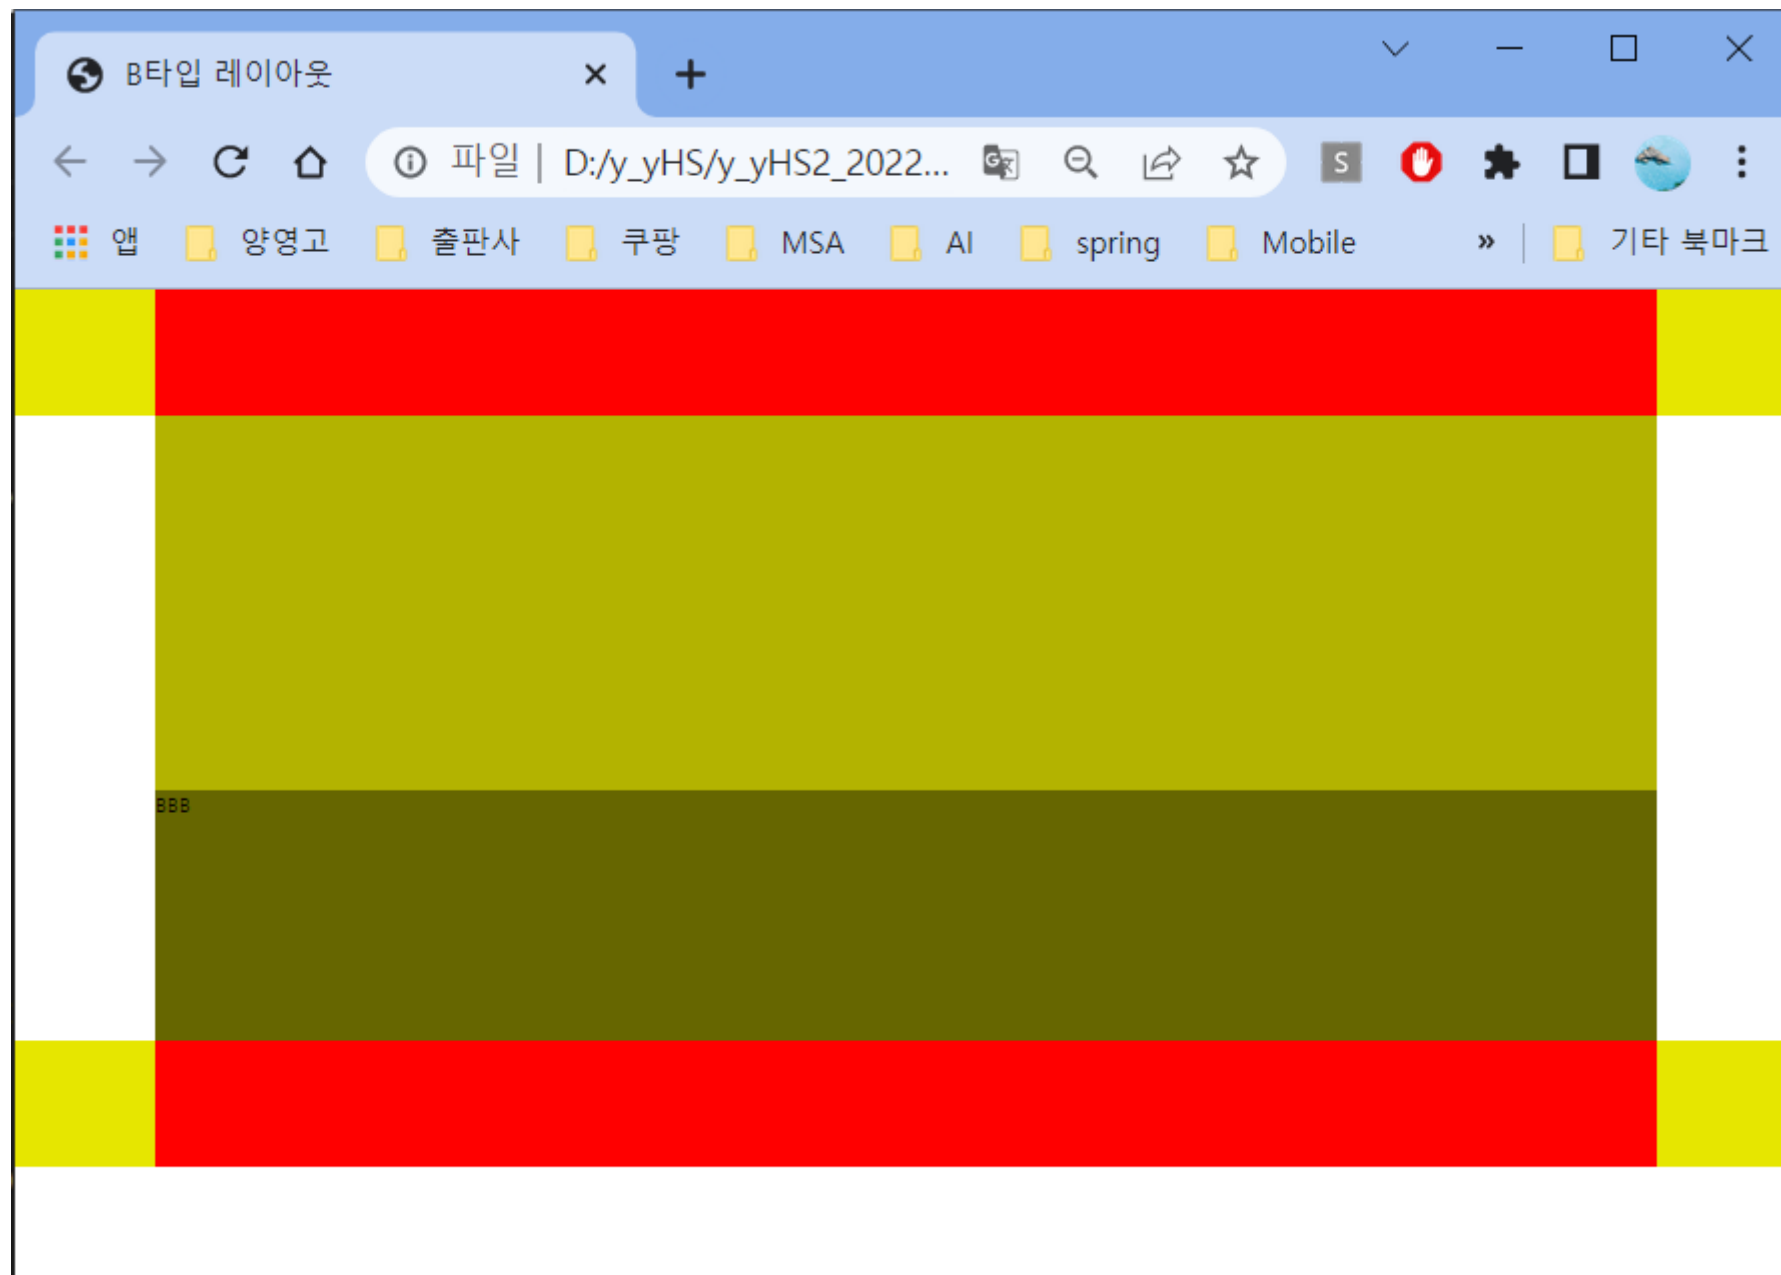 B타입 레이아웃
파일 | D:/y_yHS/y_yHS2_2022...
S
앱 양영고 출판사 쿠팡 MSA AI spring Mobile » 기타 북마크
BBB